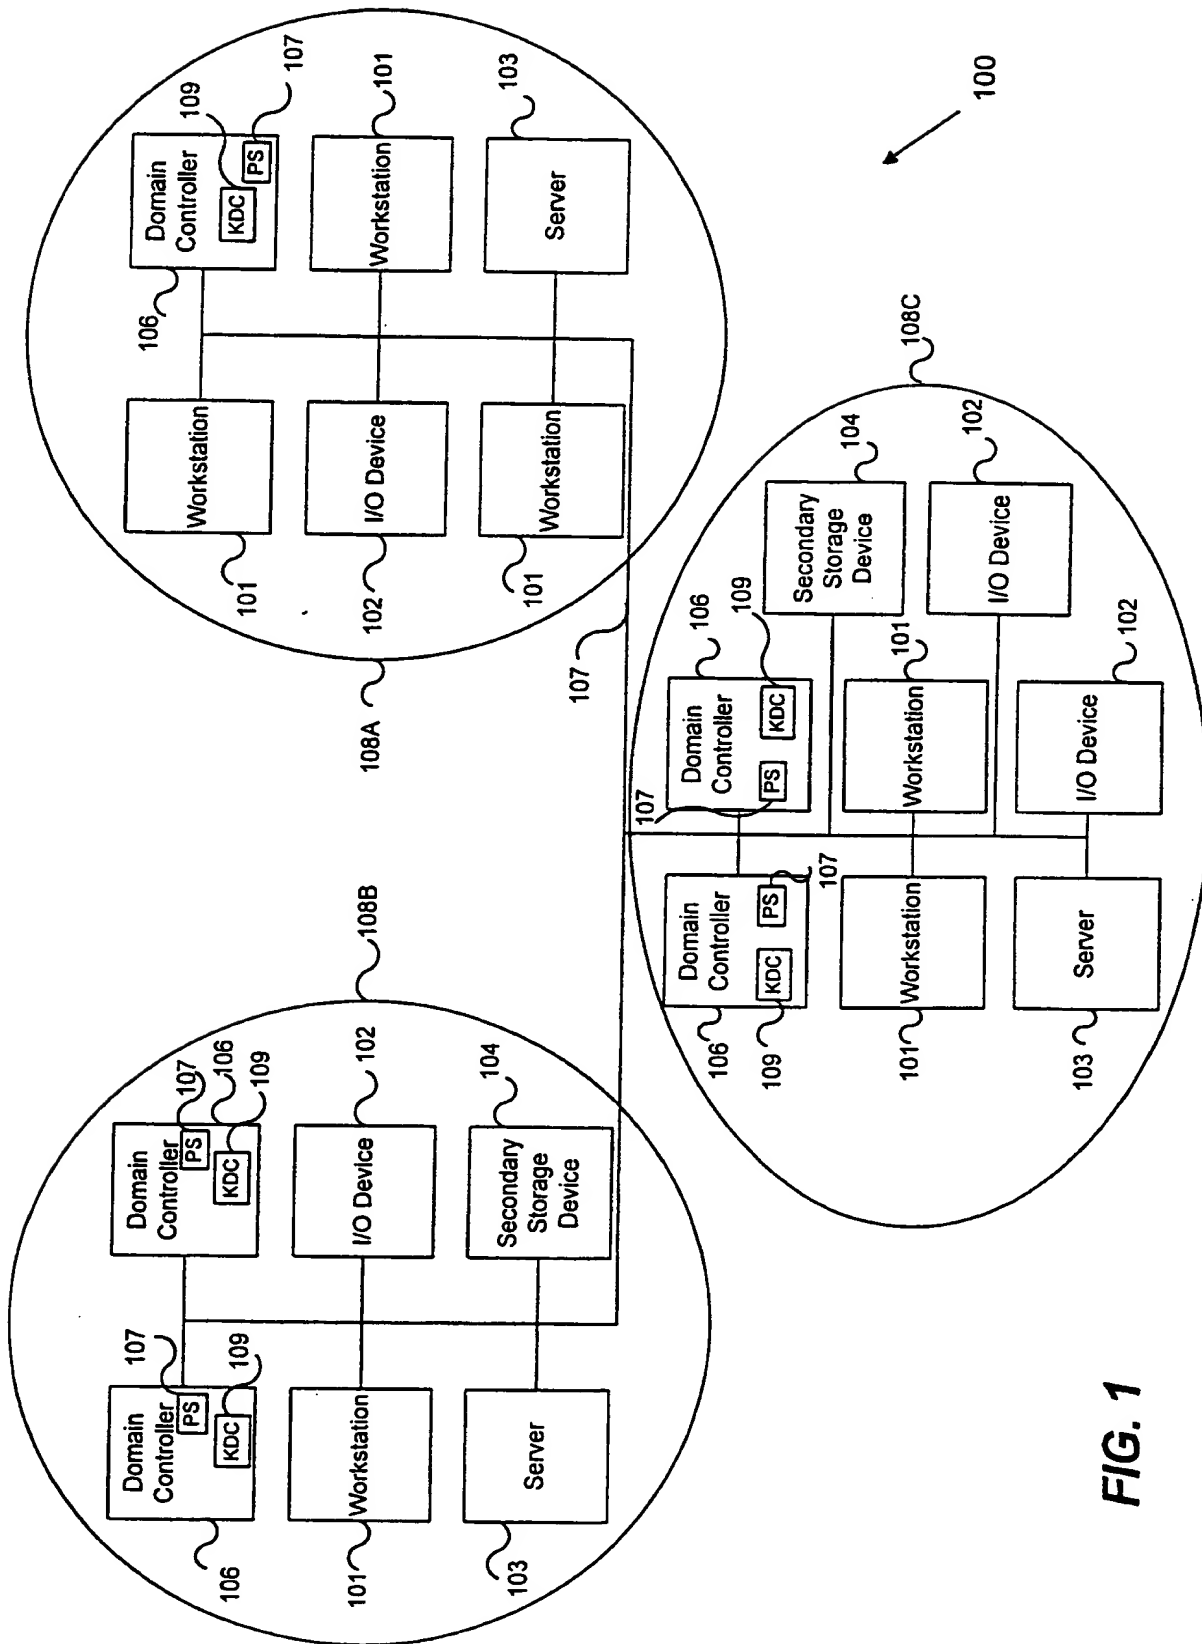 106
Domain
Controller
107
PS
KDC
109
Domain
Controller
107
PS
106
KDC
109
101
Workstation
I/O Device
102
103
Server
Secondary
Storage
Device
104
108B
101
Workstation
106
Domain
Controller
109
KDC
PS
107
102
I/O Device
Workstation
101
101
Workstation
Server
103
108A
107
106
Domain
Controller
109
KDC
PS
107
107
Domain
Controller
106
PS
KDC
109
Secondary
Storage
Device
104
101
Workstation
Workstation
101
I/O Device
102
103
Server
I/O Device
102
108C
100
FIG. 1